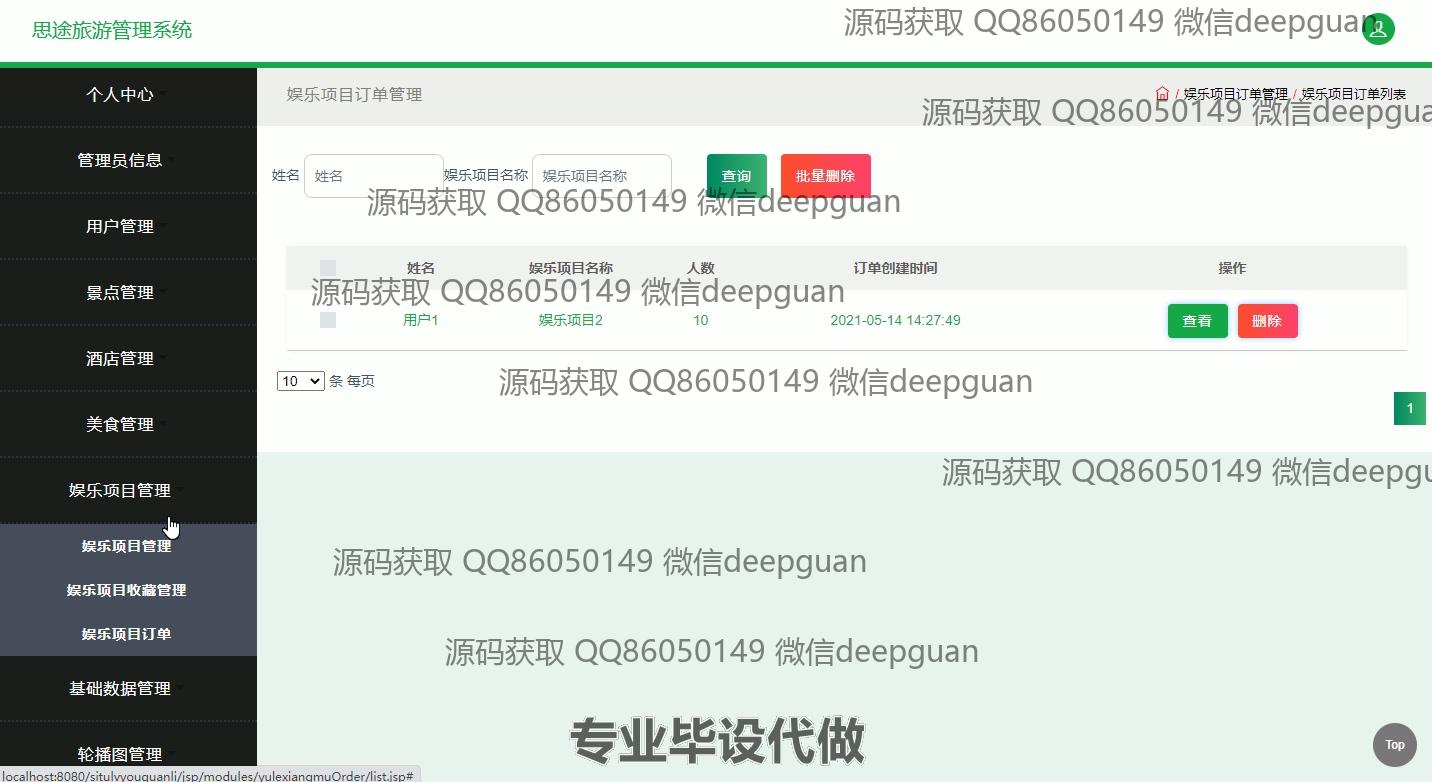 思途旅游管理系统
源码获取 QQ86050149 微信deepguan
个人中心
娱乐项目订单管理
/ 娱乐项目订单管理 / 娱乐项目订单列表
源码获取 QQ86050149 微信deepgua
管理员信息
姓名 姓名 娱乐项目名称 娱乐项目名称 查询 批量删除
源码获取 QQ86050149 微信deepguan
用户管理
姓名 娱乐项目名称 人数 订单创建时间 操作
景点管理
源码获取 QQ86050149 微信deepguan
用户1 娱乐项目2 10 2021-05-14 14:27:49 查看 删除
酒店管理
10 条 每页
源码获取 QQ86050149 微信deepguan
1
美食管理
源码获取 QQ86050149 微信deepgu
娱乐项目管理
娱乐项目管理
源码获取 QQ86050149 微信deepguan
娱乐项目收藏管理
娱乐项目订单
源码获取 QQ86050149 微信deepguan
基础数据管理
专业毕设代做
轮播图管理
Top
localhost:8080/situlvyouguanli/jsp/modules/yulexiangmuOrder/list.jsp#